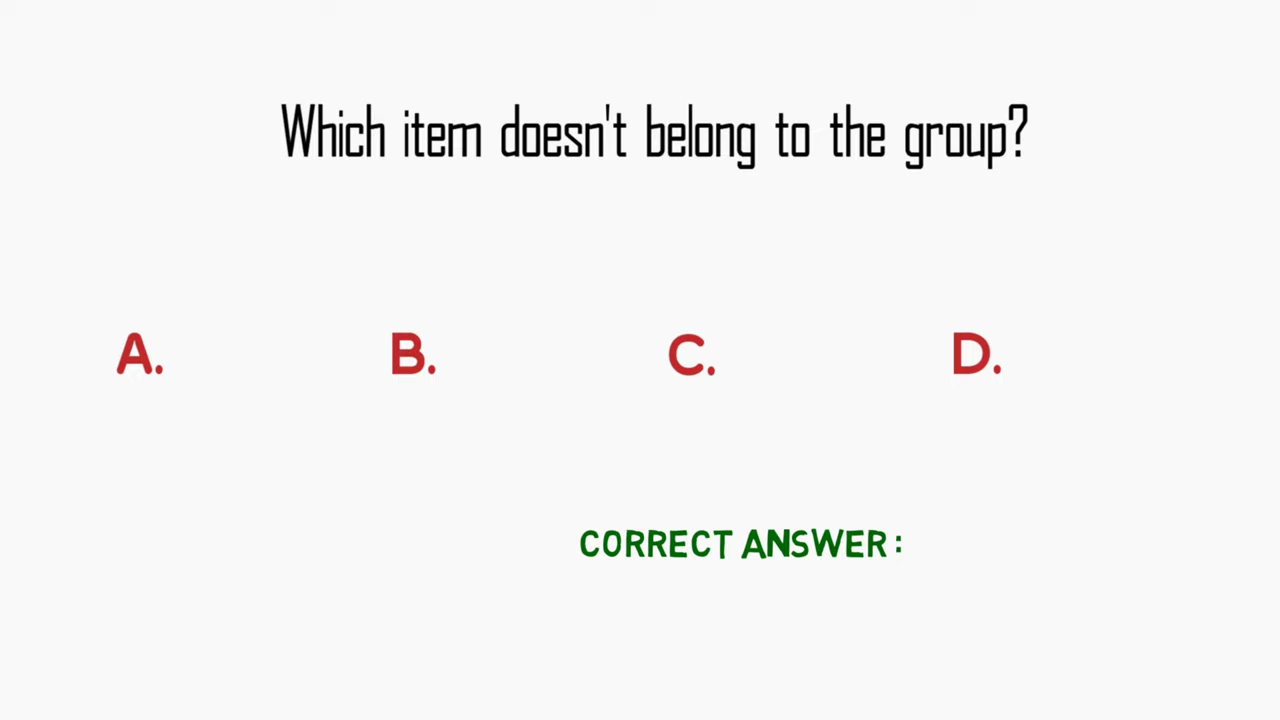 Which item doesn't belong to the group?
A. B. C. D.
CORRECT ANSWER :